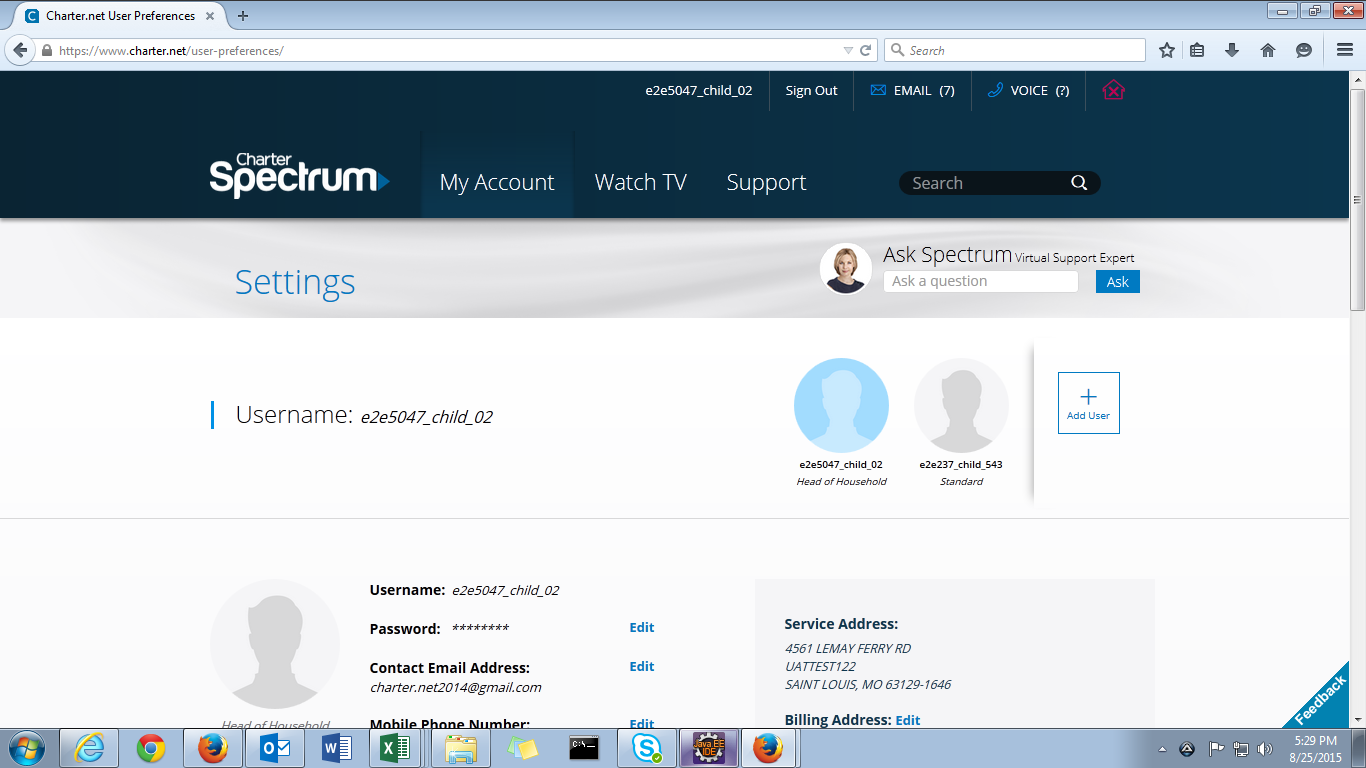 Charter.net User Preferences
https://www.charter.net/user-preferences/
Search
e2e5047_child_02
Sign Out
EMAIL (7)
VOICE (?)
Charter
Spectrum
My Account
Watch TV
Support
Search
Settings
Ask Spectrum Virtual Support Expert
Ask a question
Ask
Username: e2e5047_child_02
e2e5047_child_02
Head of Household
e2e237_child_543
Standard
Add User
Username: e2e5047_child_02
Password: ********
Edit
Contact Email Address:
Edit
charter.net2014@gmail.com
Mobile Phone Number:
Edit
Head of Household
Service Address:
4561 LEMAY FERRY RD
UATTEST122
SAINT LOUIS, MO 63129-1646
Billing Address: Edit
Feedback
C:\_
Java EE
IDE
5:29 PM
8/25/2015